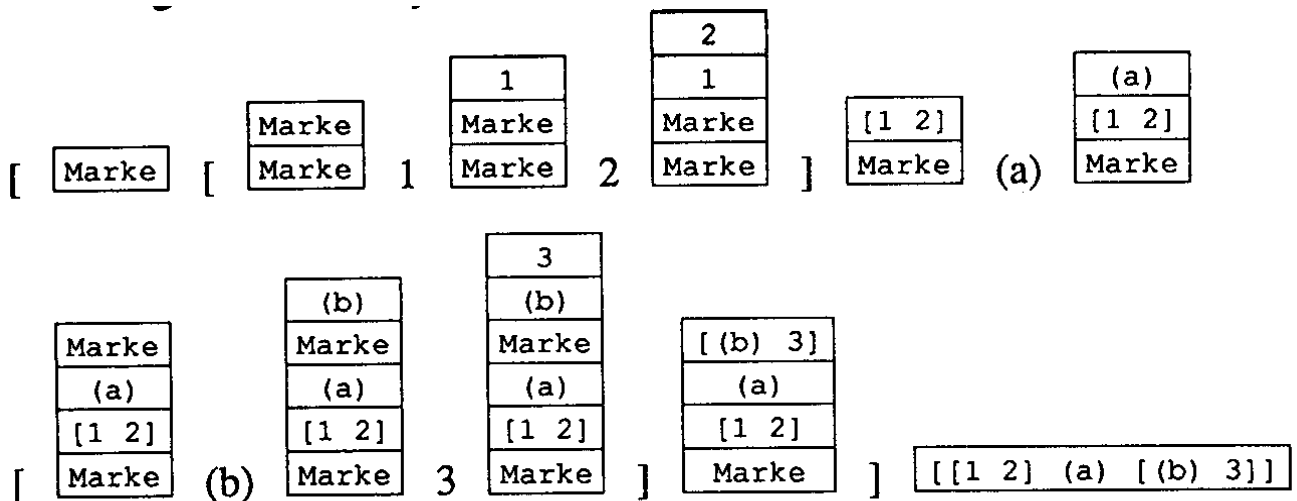 2
1 1 (a)
Marke Marke Marke [1 2] [1 2]
[ Marke [ Marke 1 Marke 2 Marke ] Marke (a) Marke
3
(b) (b)
Marke Marke Marke [(b) 3]
(a) (a) (a) (a)
[1 2] [1 2] [1 2] [1 2]
[ Marke (b) Marke 3 Marke ] Marke ] [[1 2] (a) [(b) 3]]